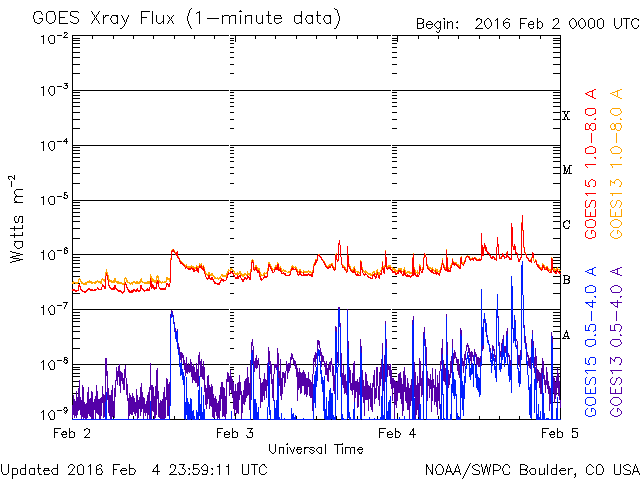 GOES Xray Flux (1-minute data)
Begin: 2016 Feb 2 0000 UTC
10-2
10-3
10-4
10-5
10-6
10-7
10-8
10-9
Watts m-2
X
M
C
B
A
GOES15 1.0-8.0 A
GOES13 1.0-8.0 A
GOES15 0.5-4.0 A
GOES13 0.5-4.0 A
Feb 2
Feb 3
Feb 4
Feb 5
Universal Time
Updated 2016 Feb 4 23:59:11 UTC
NOAA/SWPC Boulder, CO USA